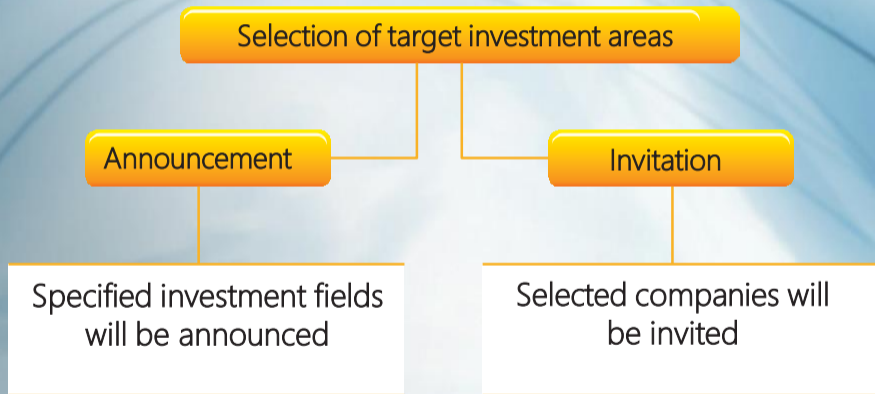 Selection of target investment areas
Announcement
Invitation
Specified investment fields
will be announced
Selected companies will
be invited